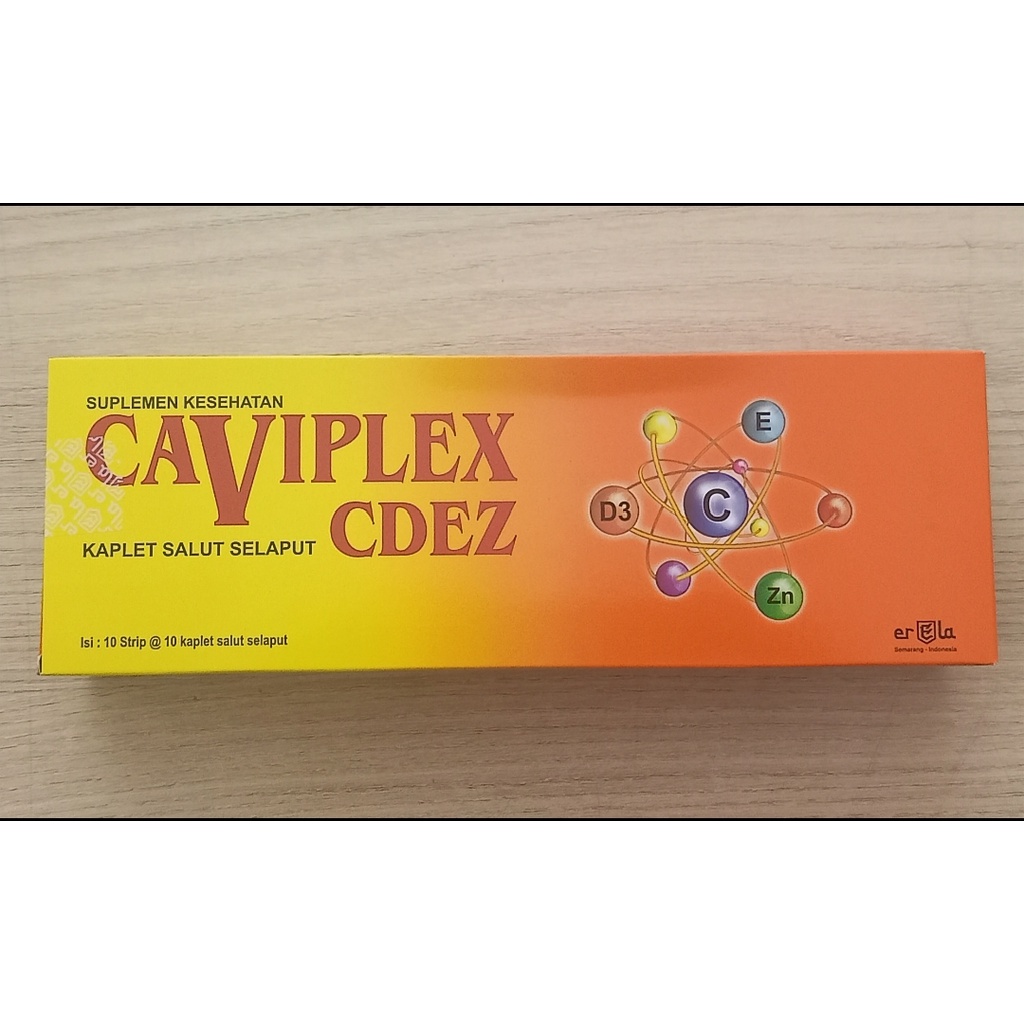 SUPLEMEN KESEHATAN
CAVIPLEX
CDEZ
KAPLET SALUT SELAPUT
Isi : 10 Strip @ 10 kaplet salut selaput
E
D3
C
Zn
erela
Semarang - Indonesia